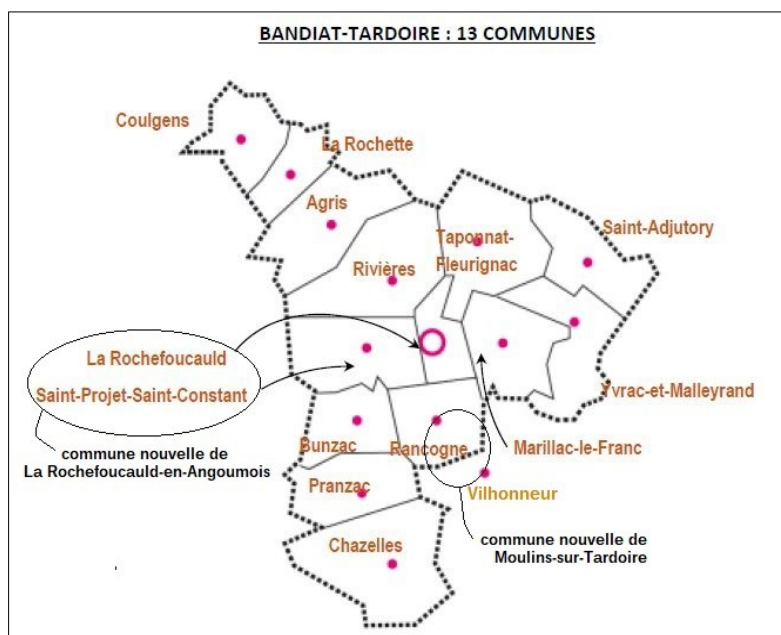 BANDIAT-TARDOIRE : 13 COMMUNES
Coulgens
La Rochette
Agris
Saint-Adjutory
Taponnat-
Fleurignac
Rivières
La Rochefoucauld
Saint-Projet-Saint-Constant
Yvrac-et-Malleyrand
commune nouvelle de
La Rochefoucauld-en-Angoumois
Bunzac
Rancogne
Marillac-le-Franc
Pranzac
Vilhonneur
commune nouvelle de
Moulins-sur-Tardoire
Chazelles